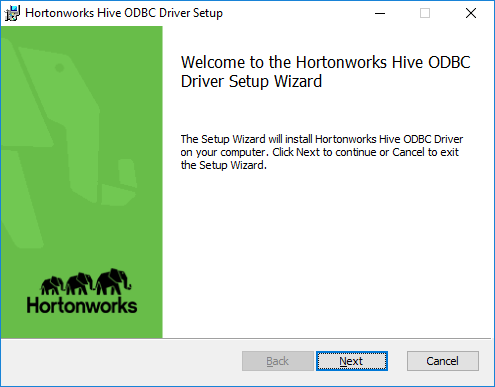 Hortonworks Hive ODBC Driver Setup
Welcome to the Hortonworks Hive ODBC
Driver Setup Wizard
The Setup Wizard will install Hortonworks Hive ODBC Driver
on your computer. Click Next to continue or Cancel to exit
the Setup Wizard.
Hortonworks
Back Next Cancel